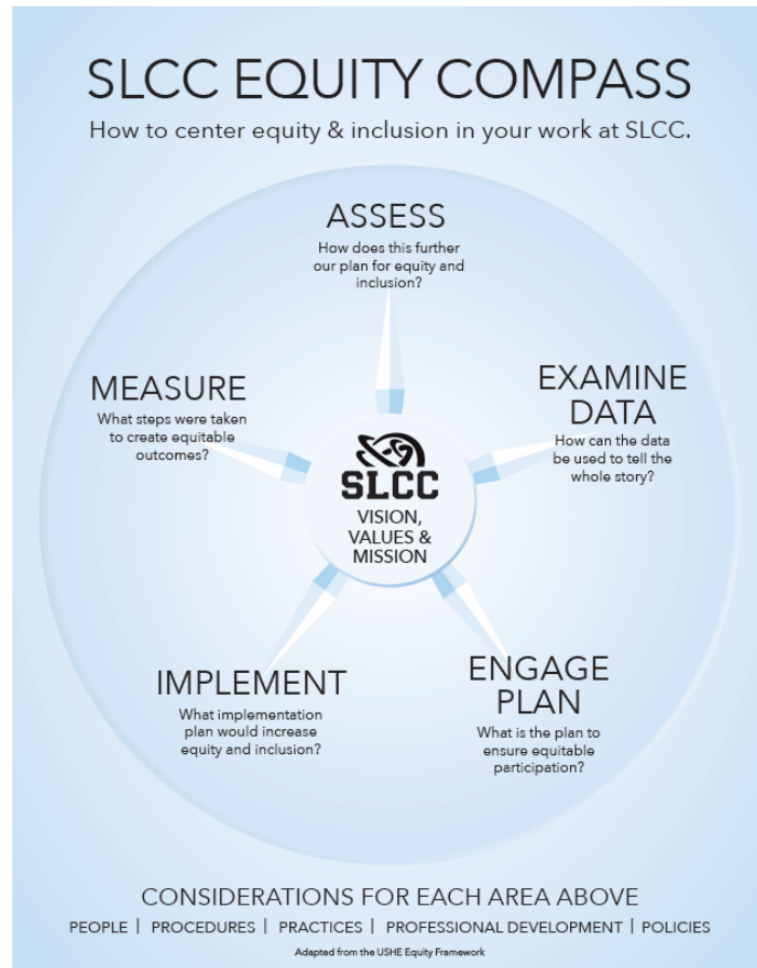 SLCC EQUITY COMPASS
How to center equity & inclusion in your work at SLCC.
ASSESS
How does this further
our plan for equity and
inclusion?
EXAMINE
DATA
How can the data
be used to tell the
whole story?
ENGAGE
PLAN
What is the plan to
ensure equitable
participation?
IMPLEMENT
What implementation
plan would increase
equity and inclusion?
MEASURE
What steps were taken
to create equitable
outcomes?
SLCC
VISION,
VALUES &
MISSION
CONSIDERATIONS FOR EACH AREA ABOVE
PEOPLE | PROCEDURES | PRACTICES | PROFESSIONAL DEVELOPMENT | POLICIES
Adapted from the USHE Equity Framework